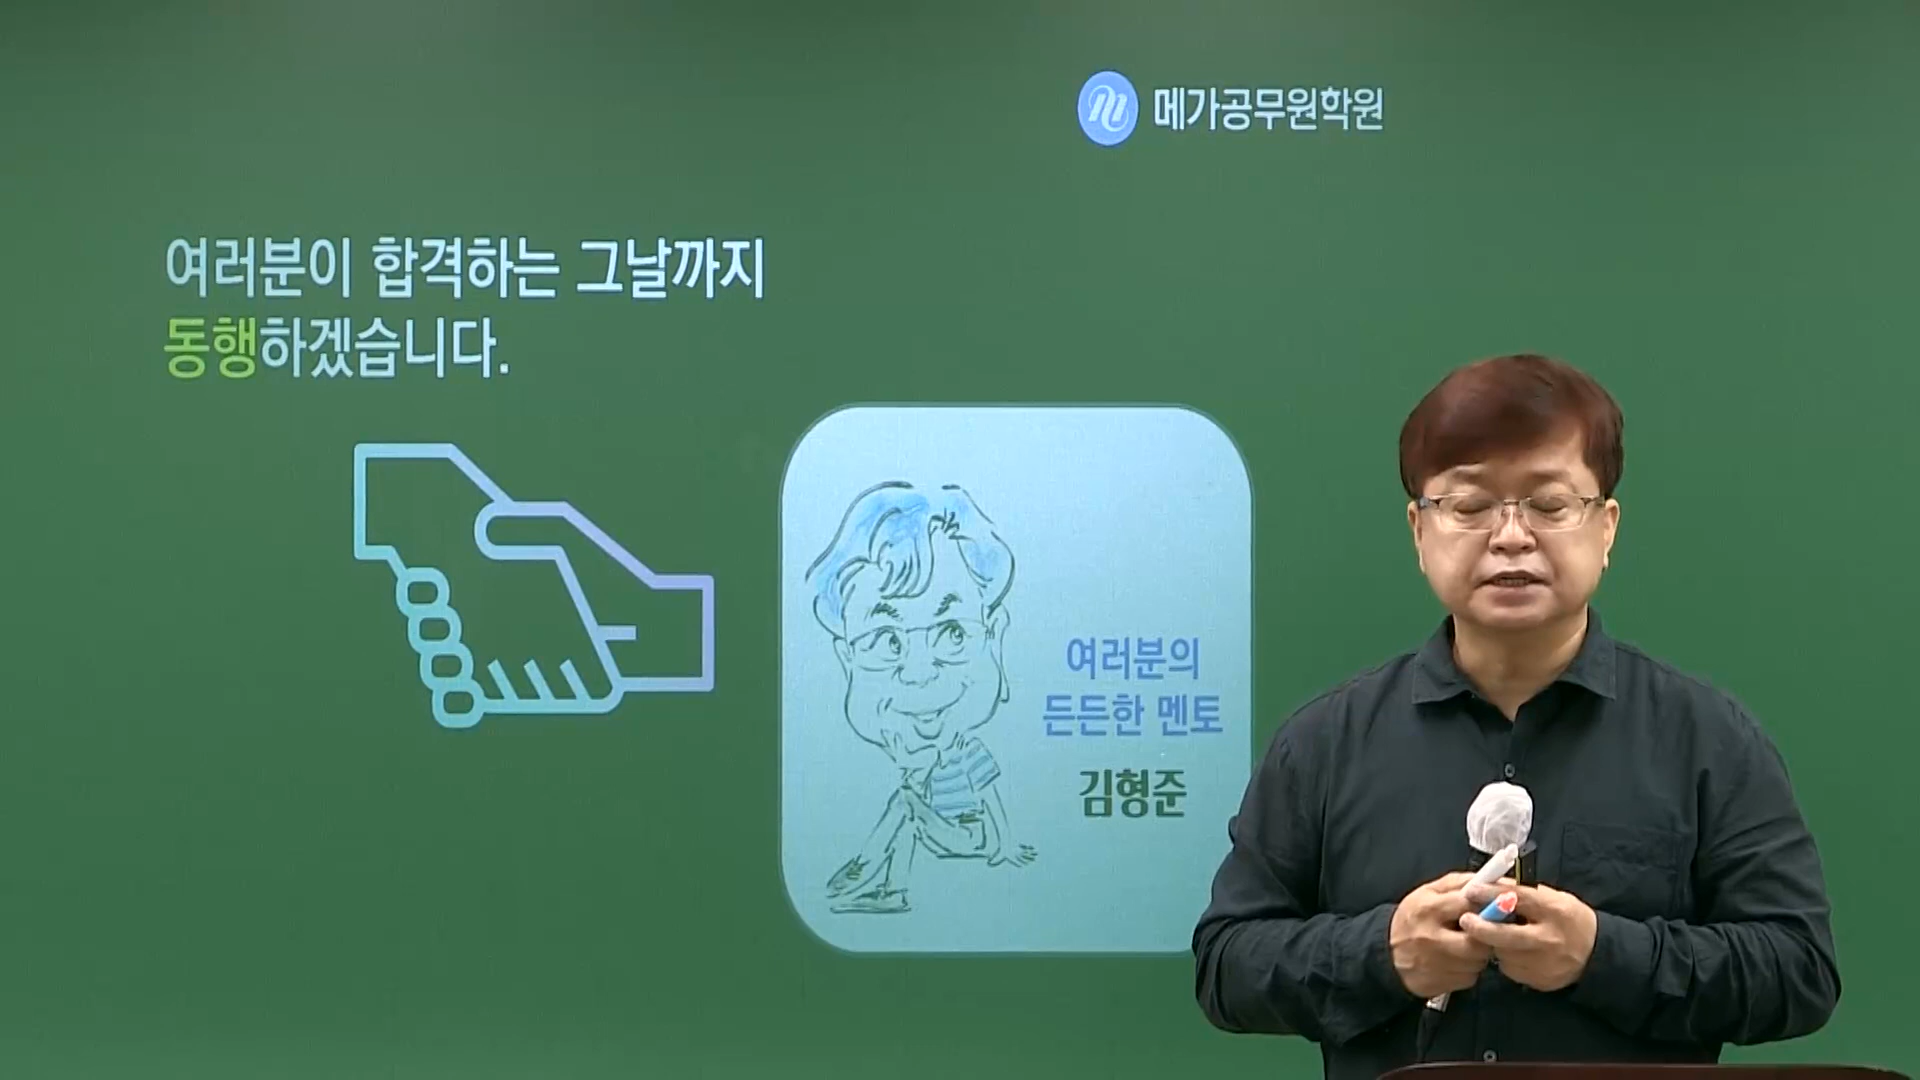 메가공무원학원
여러분이 합격하는 그날까지
동행하겠습니다.
여러분의
든든한 멘토
김형준